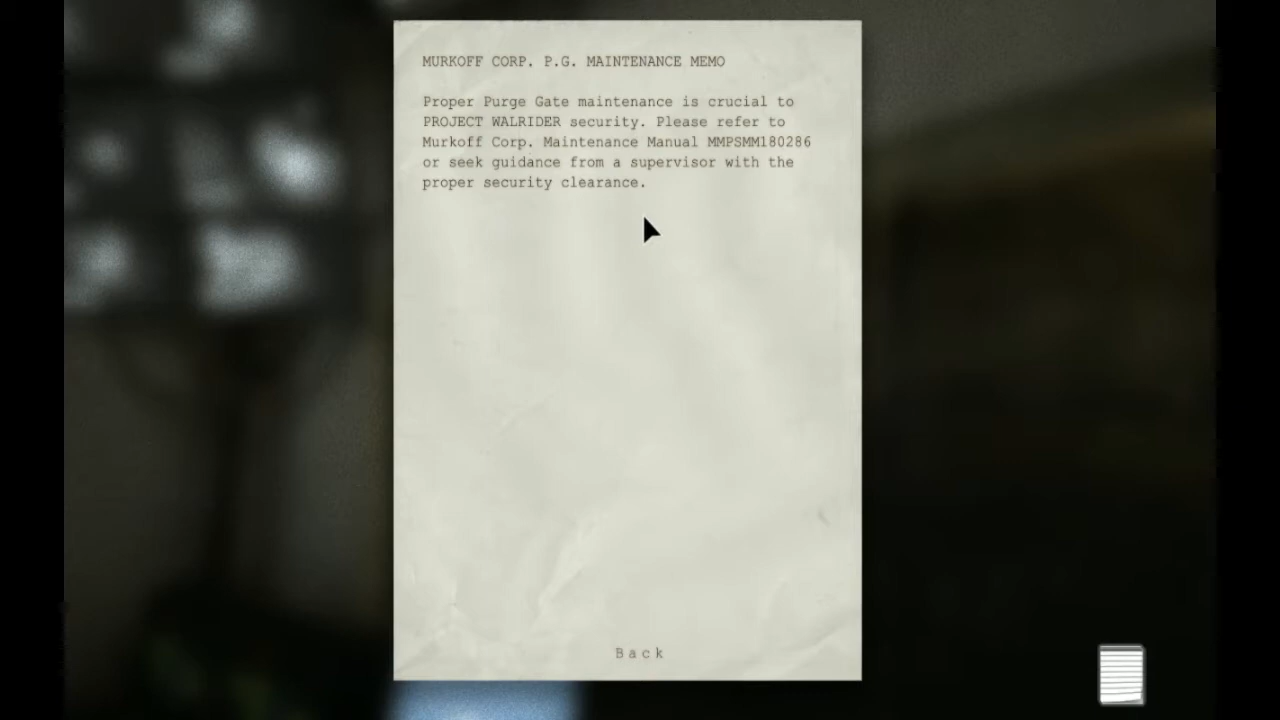 MURKOFF CORP. P.G. MAINTENANCE MEMO
Proper Purge Gate maintenance is crucial to
PROJECT WALRIDER security. Please refer to
Murkoff Corp. Maintenance Manual MMPSMM180286
or seek guidance from a supervisor with the
proper security clearance.
Back